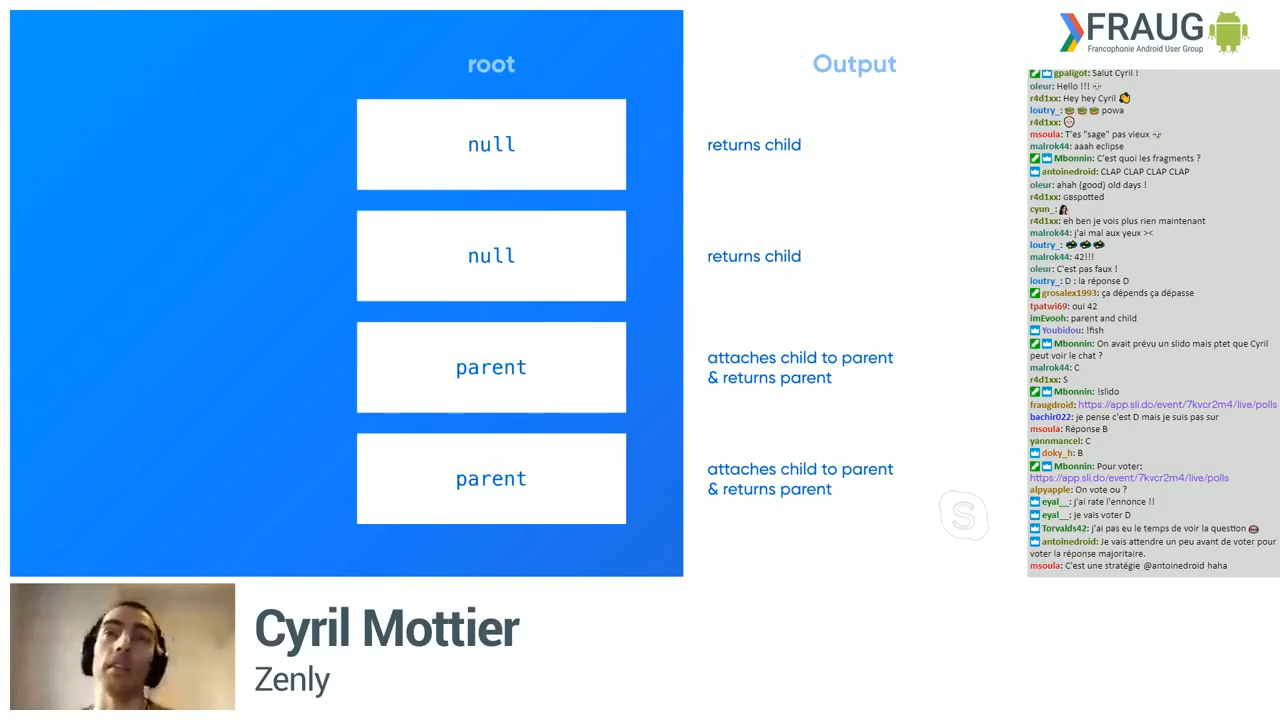 root
Output
null
returns child
null
returns child
parent
attaches child to parent
& returns parent
parent
attaches child to parent
& returns parent
S
Cyril Mottier
Zenly
FRAUG
Francophonie Android User Group
gpaligot: Salut Cyril !
oleur: Hello !!!
r4d1xx: Hey hey Cyril
loutry_: powa
r4d1xx:
msoula: T'es "sage" pas vieux
malrok44: aaah eclipse
Mbonnin: C'est quoi les fragments ?
antoinedroid: CLAP CLAP CLAP CLAP
oleur: ahah (good) old days !
r4d1xx: GBspotted
cyun_:
r4d1xx: eh ben je vois plus rien maintenant
malrok44: j'ai mal aux yeux ><
loutry_:
malrok44: 42!!!
oleur: C'est pas faux !
loutry_: D : la réponse D
grosalex1993: ça dépends ça dépasse
tpatwi69: oui 42
imEvooh: parent and child
Youbidou: !fish
Mbonnin: On avait prévu un slido mais ptet que Cyril
peut voir le chat ?
malrok44: C
r4d1xx: S
Mbonnin: !slido
fraugdroid: https://app.sli.do/event/7kvcr2m4/live/polls
bachir022: je pense c'est D mais je suis pas sur
msoula: Réponse B
yannmancel: C
doky_h: B
Mbonnin: Pour voter:
https://app.sli.do/event/7kvcr2m4/live/polls
alpyapple: On vote ou ?
eyal__: j'ai rate l'ennonce !!
eyal__: je vais voter D
Torvalds42: j'ai pas eu le temps de voir la question
antoinedroid: Je vais attendre un peu avant de voter pour
voter la réponse majoritaire.
msoula: C'est une stratégie @antoinedroid haha